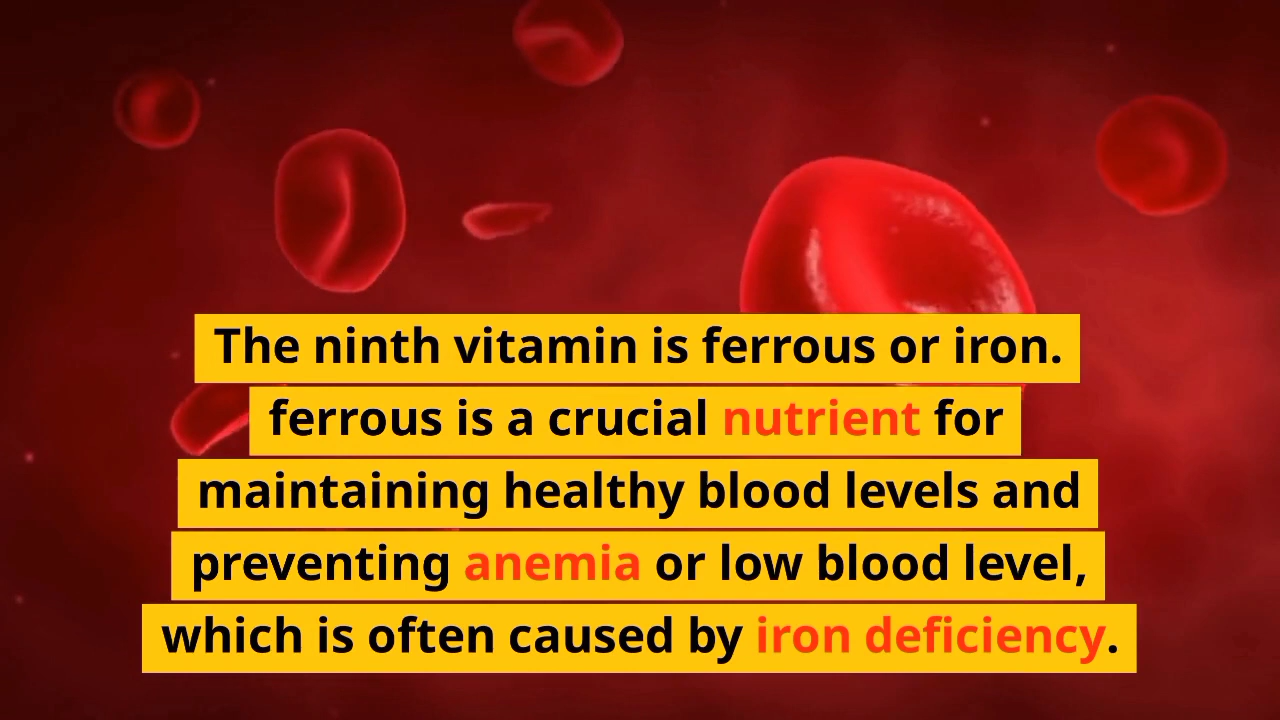 The ninth vitamin is ferrous or iron.
ferrous is a crucial nutrient for
maintaining healthy blood levels and
preventing anemia or low blood level,
which is often caused by iron deficiency.